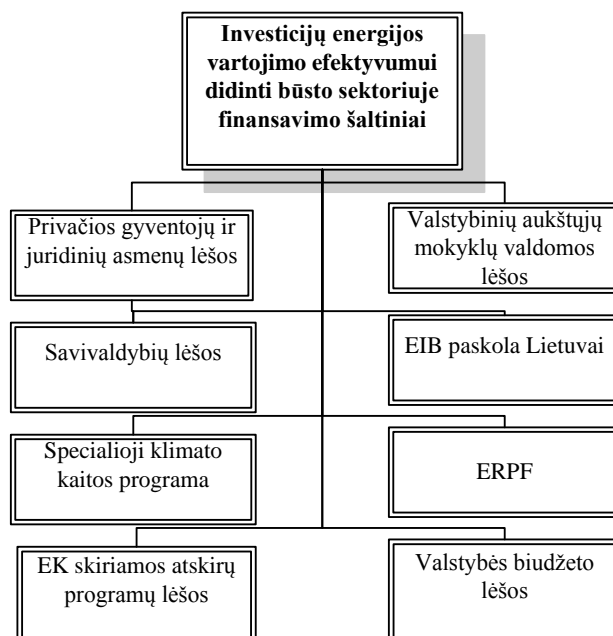 Investicijų energijos
vartojimo efektyvumui
didinti būsto sektoriuje
finansavimo šaltiniai
Privačios gyventojų ir
juridinių asmenų lėšos
Valstybinių aukštųjų
mokyklų valdomos
lėšos
Savivaldybių lėšos
EIB paskola Lietuvai
Specialioji klimato
kaitos programa
ERPF
EK skiriamos atskirų
programų lėšos
Valstybės biudžeto
lėšos